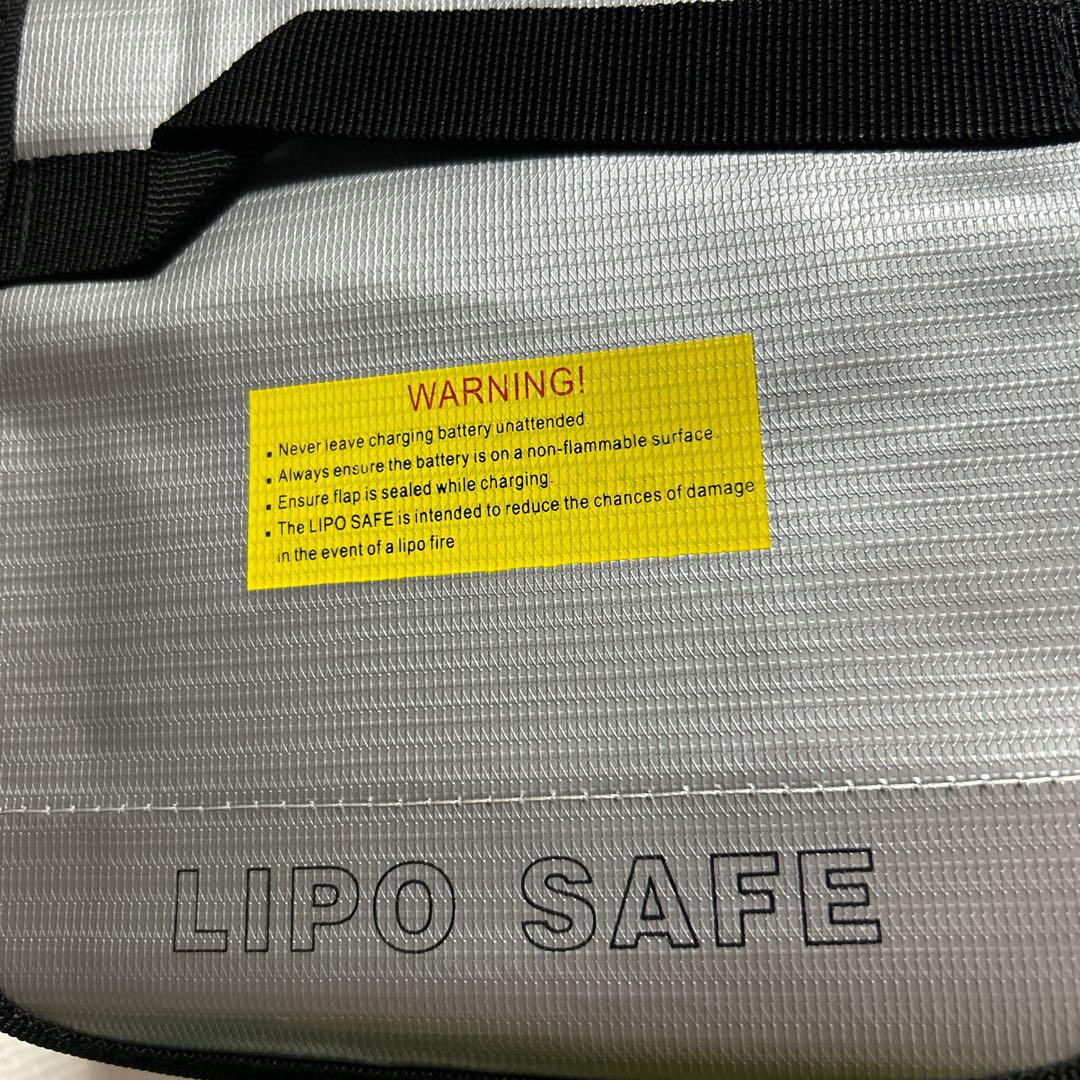 WARNING!
. Never leave charging battery unattended.
. Always ensure the battery is on a non-flammable surface.
. Ensure flap is sealed while charging.
. The LIPO SAFE is intended to reduce the chances of damage
in the event of a lipo fire
LIPO SAFE